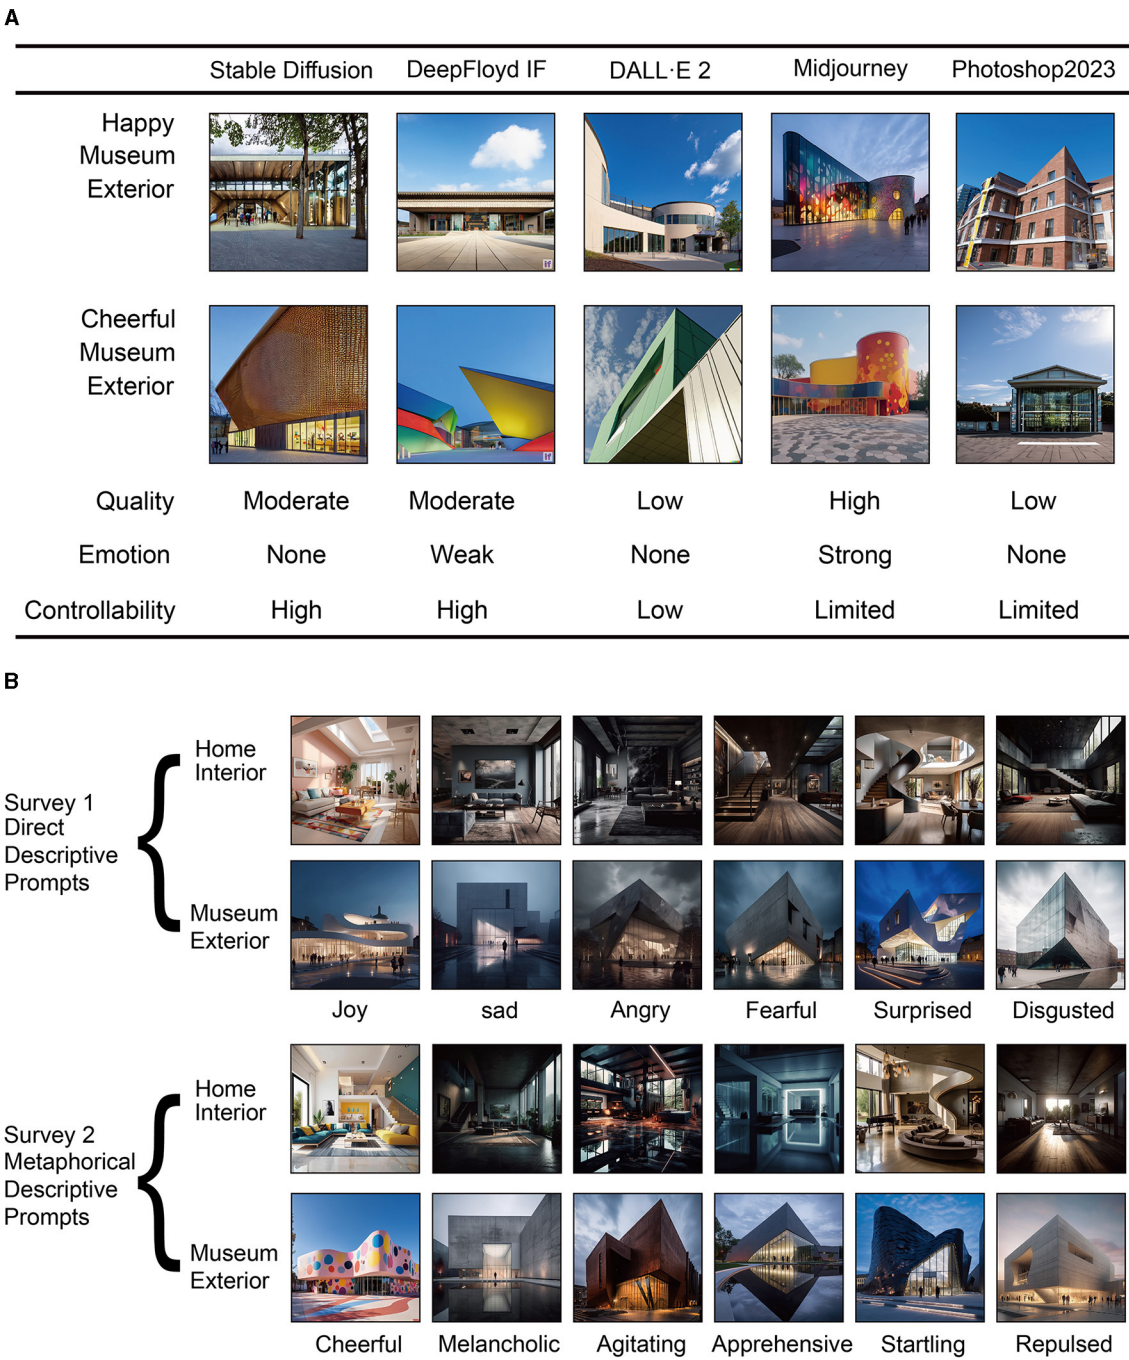 A
Stable Diffusion DeepFloyd IF DALL·E 2 Midjourney Photoshop2023
Happy
Museum
Exterior
Cheerful
Museum
Exterior
Quality Moderate Moderate Low High Low
Emotion None Weak None Strong None
Controllability High High Low Limited Limited
B
Survey 1
Direct
Descriptive
Prompts
Home
Interior
Museum
Exterior
Joy sad Angry Fearful Surprised Disgusted
Survey 2
Metaphorical
Descriptive
Prompts
Home
Interior
Museum
Exterior
Cheerful Melancholic Agitating Apprehensive Startling Repulsed